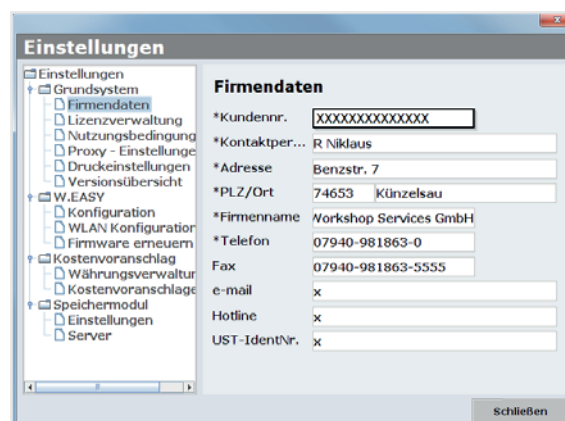 Einstellungen
Einstellungen
Grundsystem
Firmendaten
Lizenzverwaltung
Nutzungsbedingung
Proxy - Einstellunge
Druckeinstellungen
Versionsübersicht
W.EASY
Konfiguration
WLAN Konfiguration
Firmware erneuern
Kostenvoranschlag
Währungsverwaltur
Kostenvoranschlage
Speichermodul
Einstellungen
Server
Firmendaten
*Kundennr. XXXXXXXXXXXXXX
*Kontaktper... R Niklaus
*Adresse Benzstr. 7
*PLZ/Ort 74653 Künzelsau
*Firmenname Workshop Services GmbH
*Telefon 07940-981863-0
Fax 07940-981863-5555
e-mail x
Hotline x
UST-IdentNr. x
Schließen